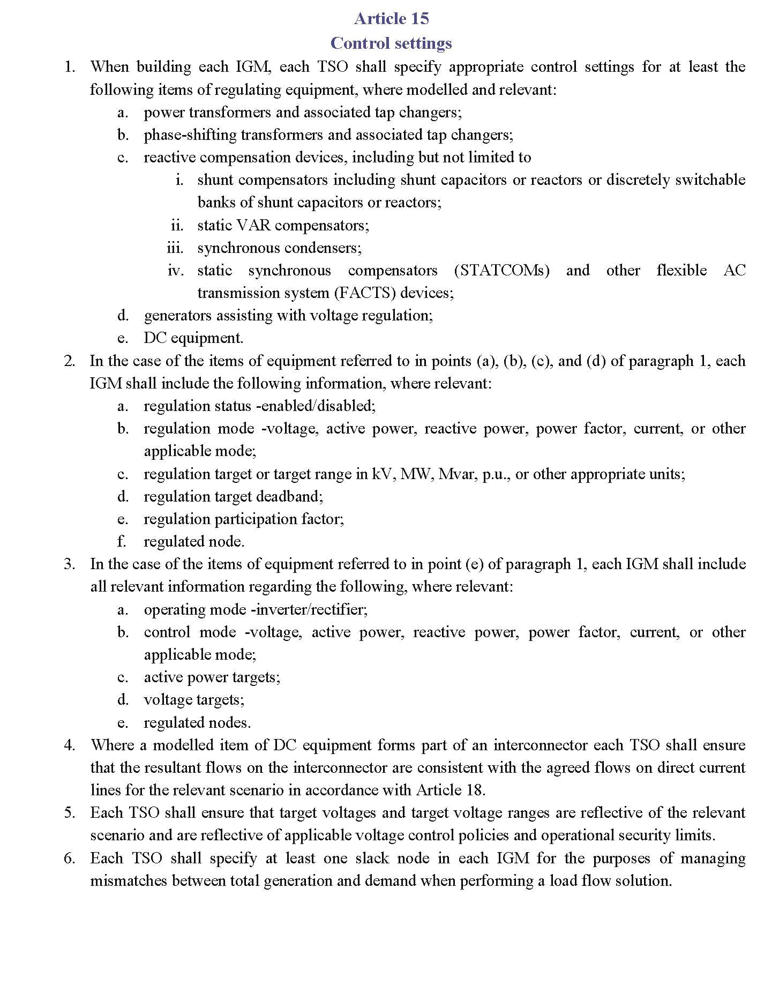 Article 15
Control settings
1. When building each IGM, each TSO shall specify appropriate control settings for at least the
following items of regulating equipment, where modelled and relevant:
a. power transformers and associated tap changers;
b. phase-shifting transformers and associated tap changers;
c. reactive compensation devices, including but not limited to
i. shunt compensators including shunt capacitors or reactors or discretely switchable
banks of shunt capacitors or reactors;
ii. static VAR compensators;
iii. synchronous condensers;
iv. static synchronous compensators (STATCOMs) and other flexible AC
transmission system (FACTS) devices;
d. generators assisting with voltage regulation;
e. DC equipment.
2. In the case of the items of equipment referred to in points (a), (b), (c), and (d) of paragraph 1, each
IGM shall include the following information, where relevant:
a. regulation status -enabled/disabled;
b. regulation mode -voltage, active power, reactive power, power factor, current, or other
applicable mode;
c. regulation target or target range in kV, MW, Mvar, p.u., or other appropriate units;
d. regulation target deadband;
e. regulation participation factor;
f. regulated node.
3. In the case of the items of equipment referred to in point (e) of paragraph 1, each IGM shall include
all relevant information regarding the following, where relevant:
a. operating mode -inverter/rectifier;
b. control mode -voltage, active power, reactive power, power factor, current, or other
applicable mode;
c. active power targets;
d. voltage targets;
e. regulated nodes.
4. Where a modelled item of DC equipment forms part of an interconnector each TSO shall ensure
that the resultant flows on the interconnector are consistent with the agreed flows on direct current
lines for the relevant scenario in accordance with Article 18.
5. Each TSO shall ensure that target voltages and target voltage ranges are reflective of the relevant
scenario and are reflective of applicable voltage control policies and operational security limits.
6. Each TSO shall specify at least one slack node in each IGM for the purposes of managing
mismatches between total generation and demand when performing a load flow solution.